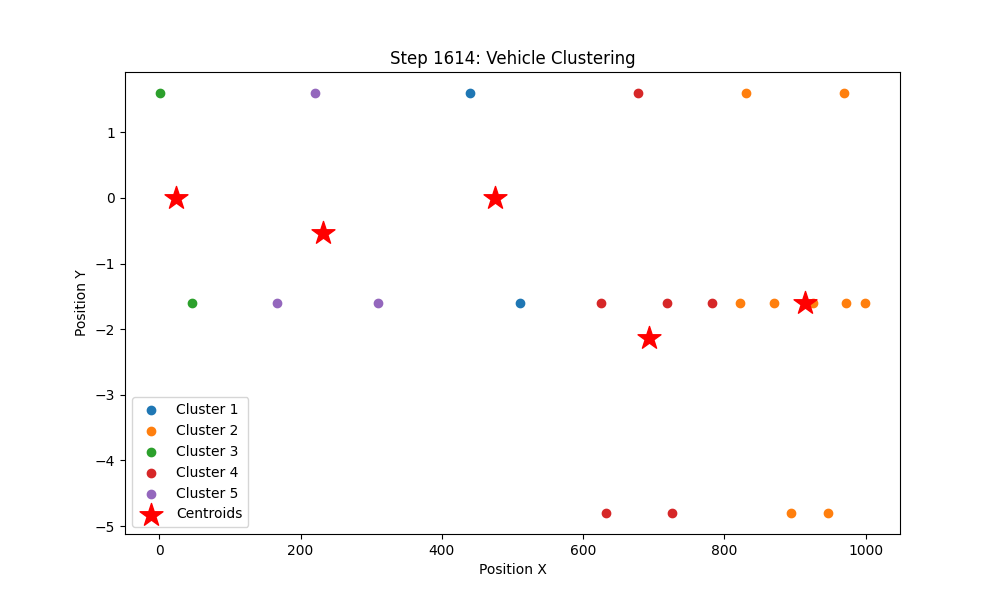 Step 1614: Vehicle Clustering
Position Y
1
0
−1
−2
−3
−4
−5
Cluster 1
Cluster 2
Cluster 3
Cluster 4
Cluster 5
Centroids
0
200
400
600
800
1000
Position X